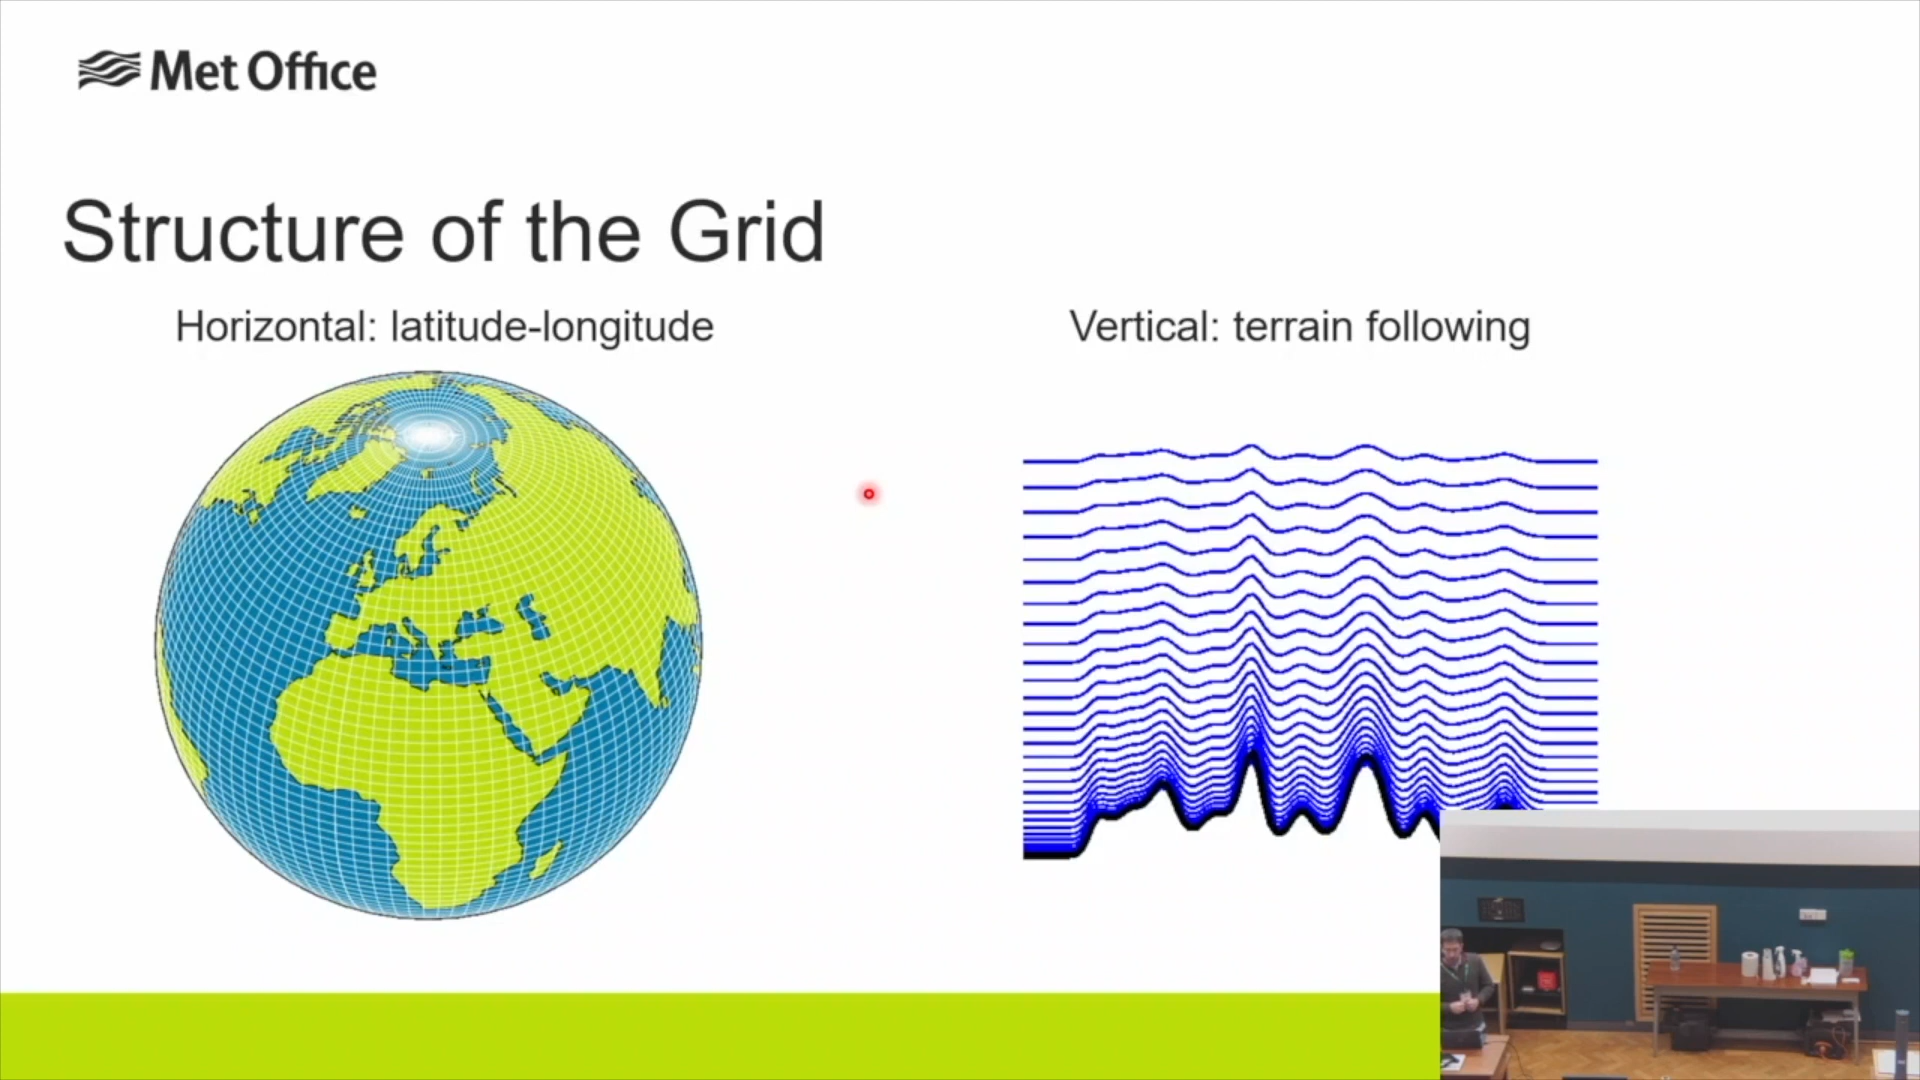 Met Office
Structure of the Grid
Horizontal: latitude-longitude
Vertical: terrain following